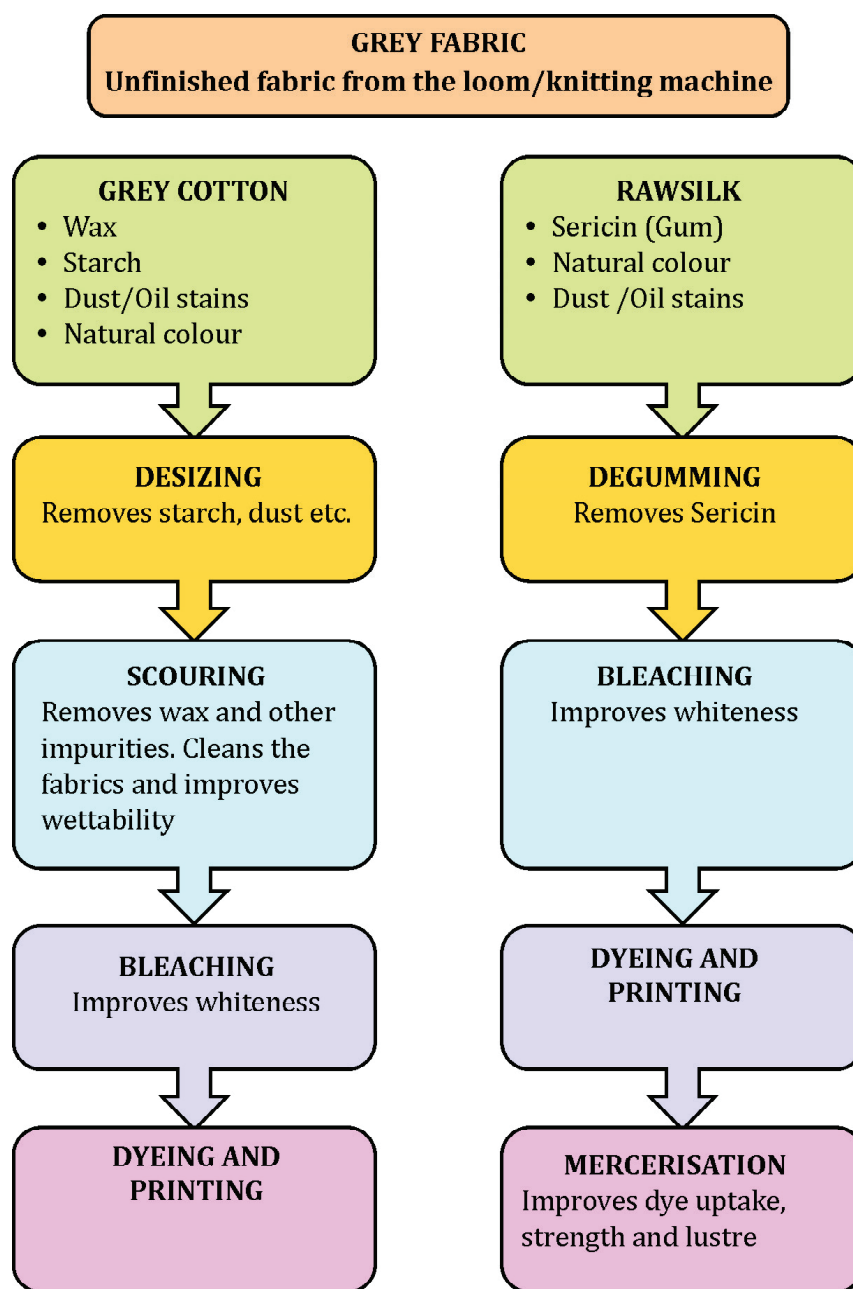 GREY FABRIC
Unfinished fabric from the loom/knitting machine
GREY COTTON
• Wax
• Starch
• Dust/Oil stains
• Natural colour
DESIZING
Removes starch, dust etc.
SCOURING
Removes wax and other
impurities. Cleans the
fabrics and improves
wettability
BLEACHING
Improves whiteness
DYEING AND
PRINTING
RAWSILK
• Sericin (Gum)
• Natural colour
• Dust /Oil stains
DEGUMMING
Removes Sericin
BLEACHING
Improves whiteness
DYEING AND
PRINTING
MERCERISATION
Improves dye uptake,
strength and lustre